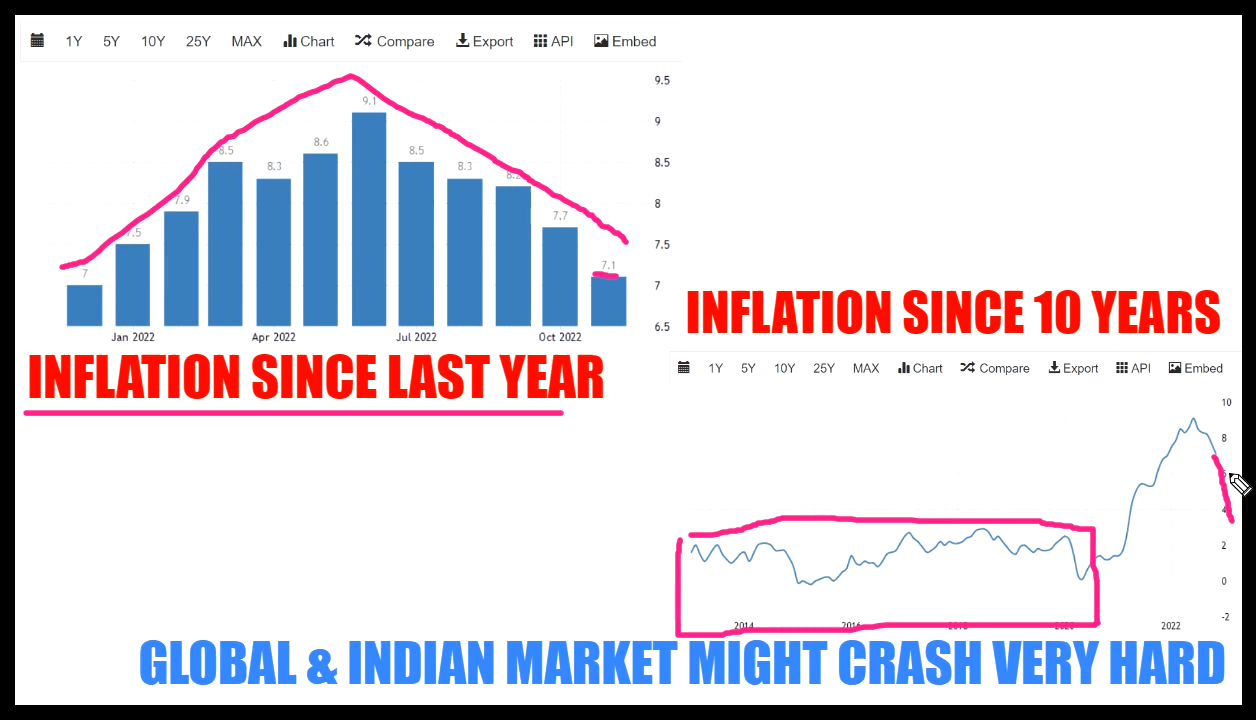 1Y 5Y 10Y 25Y MAX Chart Compare Export API Embed
9.5
9.1
9
8.6
8.5 8.5 8.5
8.3 8.3
8.2
8
7.9
7.7
7.5 7.5
7.1
7 7
6.5
Jan 2022 Apr 2022 Jul 2022 Oct 2022
INFLATION SINCE LAST YEAR
INFLATION SINCE 10 YEARS
1Y 5Y 10Y 25Y MAX Chart Compare Export API Embed
10
8
4
2
0
-2
2014 2016 2018 2020 2022
GLOBAL & INDIAN MARKET MIGHT CRASH VERY HARD